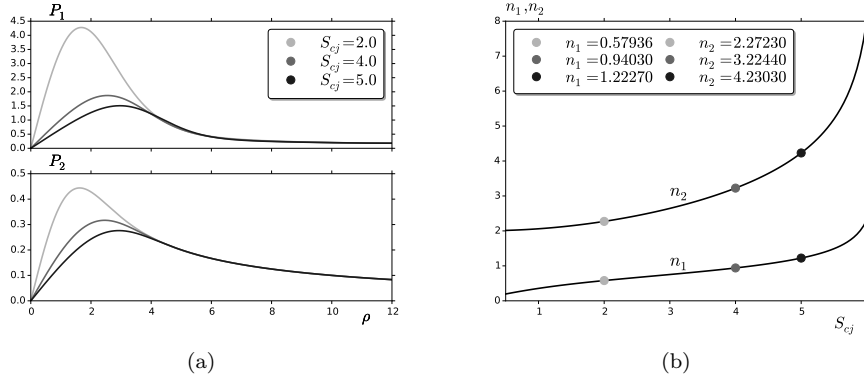 P₁
4.5
4.0
3.5
3.0
2.5
2.0
1.5
1.0
0.5
0.0
S_cj=2.0
S_cj=4.0
S_cj=5.0
P₂
0.5
0.4
0.3
0.2
0.1
0.0
0 2 4 6 8 10 12
ρ
(a)
n₁,n₂
8
7
6
5
4
3
2
1
0
n₁=0.57936 n₂=2.27230
n₁=0.94030 n₂=3.22440
n₁=1.22270 n₂=4.23030
n₂
n₁
1 2 3 4 5
S_cj
(b)